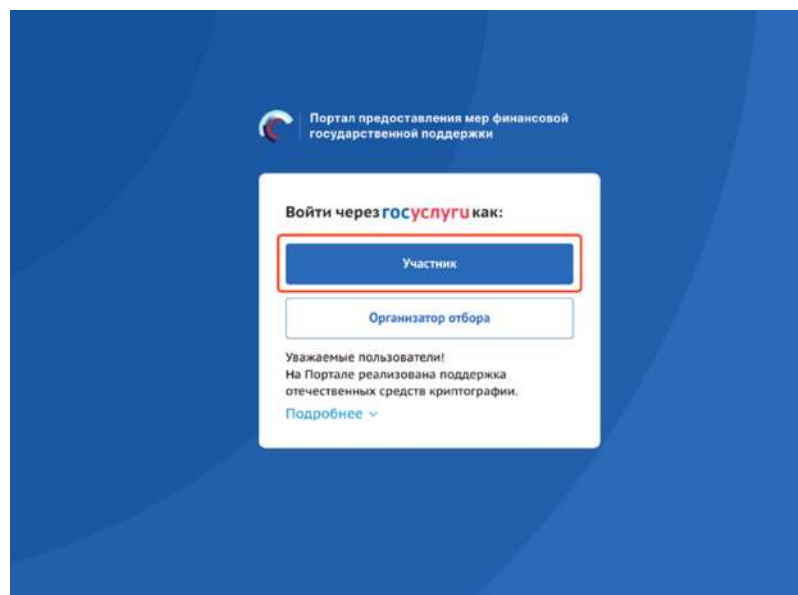 Портал предоставления мер финансовой
государственной поддержки
Войти через госуслуги как:
Участник
Организатор отбора
Уважаемые пользователи!
На Портале реализована поддержка
отечественных средств криптографии.
Подробнее